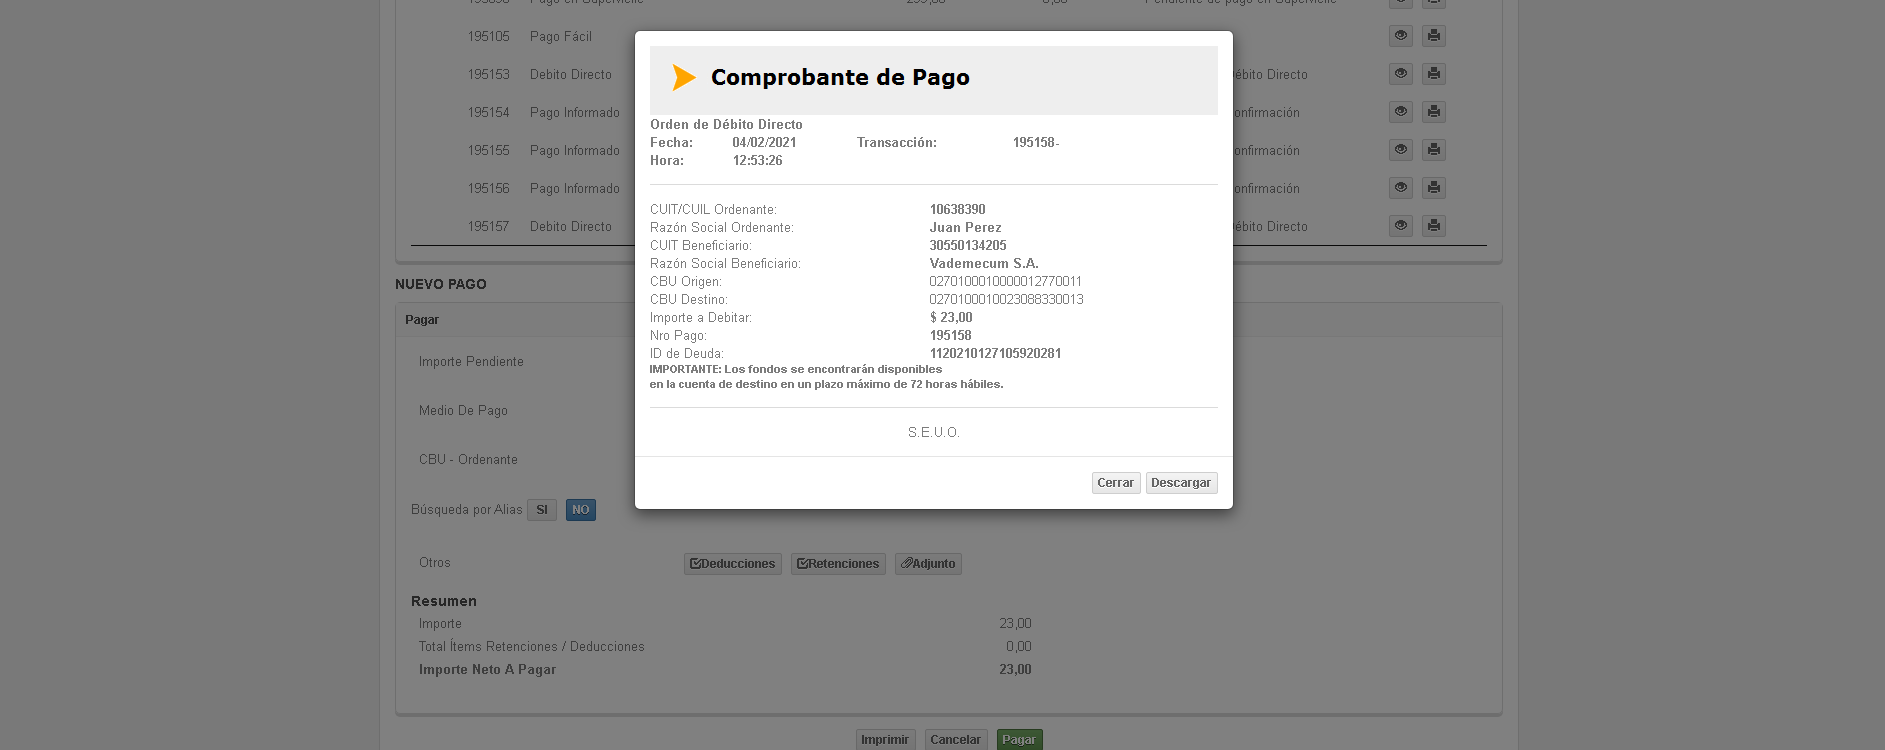 195105 Pago Fácil
195153 Debito Directo ébito Directo
195154 Pago Informado onfirmación
195155 Pago Informado onfirmación
195156 Pago Informado onfirmación
195157 Debito Directo ébito Directo
Comprobante de Pago
Orden de Débito Directo
Fecha: 04/02/2021 Transacción: 195158-
Hora: 12:53:26
CUIT/CUIL Ordenante: 10638390
Razón Social Ordenante: Juan Perez
CUIT Beneficiario: 30550134205
Razón Social Beneficiario: Vademecum S.A.
CBU Origen: 0270100010000012770011
CBU Destino: 0270100010023088330013
Importe a Debitar: $ 23,00
Nro Pago: 195158
ID de Deuda: 1120210127105920281
IMPORTANTE: Los fondos se encontrarán disponibles
en la cuenta de destino en un plazo máximo de 72 horas hábiles.
S.E.U.O.
Cerrar Descargar
NUEVO PAGO
Pagar
Importe Pendiente
Medio De Pago
CBU - Ordenante
Búsqueda por Alias SI NO
Otros Deducciones Retenciones Adjunto
Resumen
Importe 23,00
Total Ítems Retenciones / Deducciones 0,00
Importe Neto A Pagar 23,00
Imprimir Cancelar Pagar